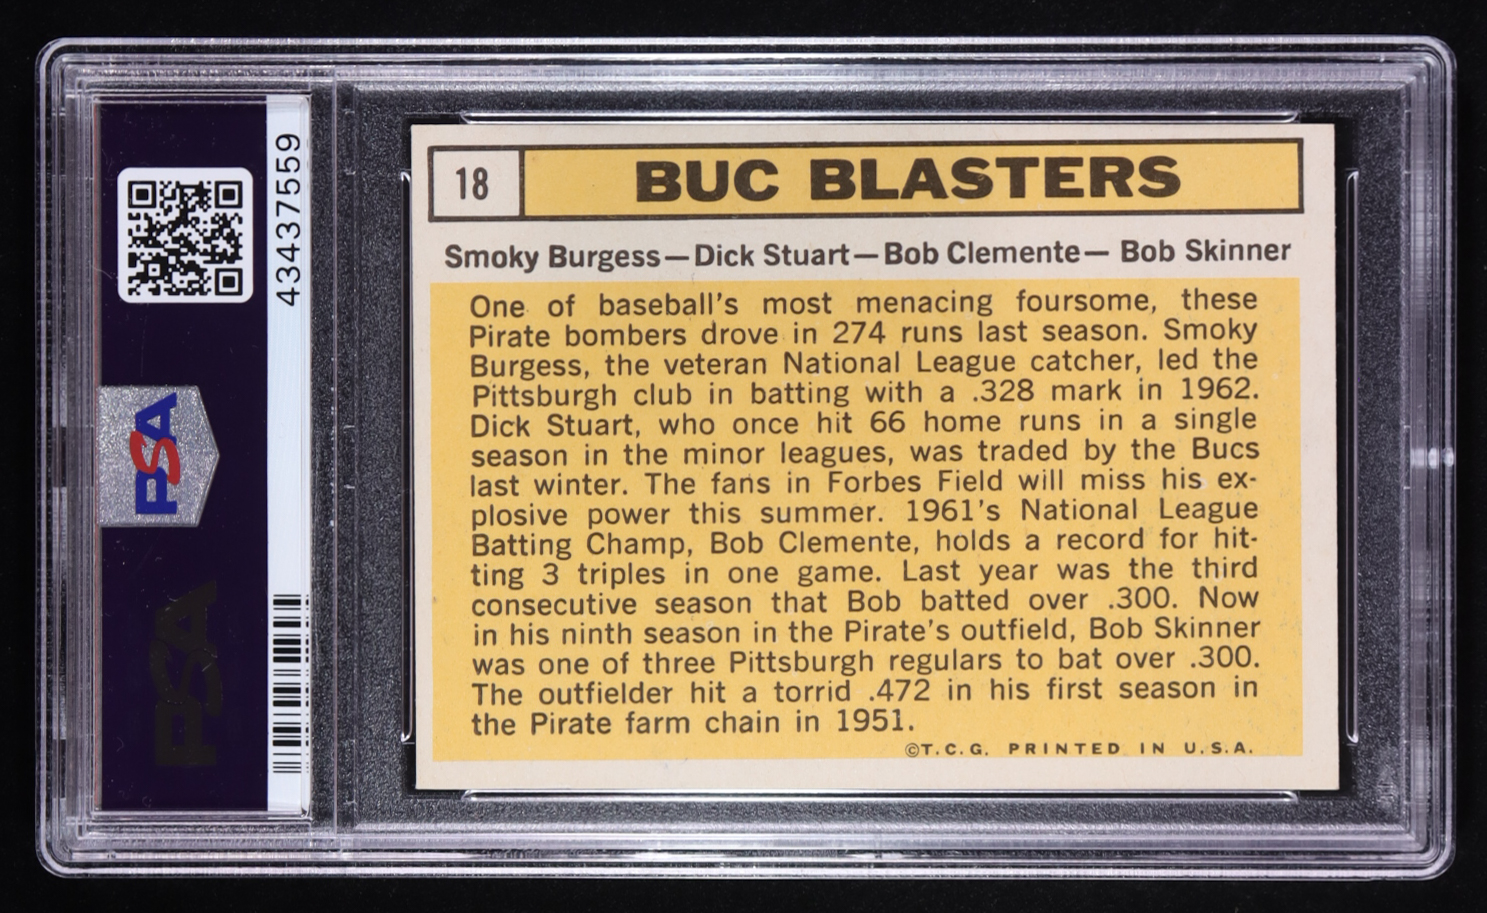 43437559
PSA
PSA
18
BUC BLASTERS
Smoky Burgess—Dick Stuart—Bob Clemente— Bob Skinner
One of baseball's most menacing foursome, these
Pirate bombers drove in 274 runs last season. Smoky
Burgess, the veteran National League catcher, led the
Pittsburgh club in batting with a .328 mark in 1962.
Dick Stuart, who once hit 66 home runs in a single
season in the minor leagues, was traded by the Bucs
last winter. The fans in Forbes Field will miss his ex-
plosive power this summer. 1961's National League
Batting Champ, Bob Clemente, holds a record for hit-
ting 3 triples in one game. Last year was the third
consecutive season that Bob batted over .300. Now
in his ninth season in the Pirate's outfield, Bob Skinner
was one of three Pittsburgh regulars to bat over .300.
The outfielder hit a torrid .472 in his first season in
the Pirate farm chain in 1951.
©T.C.G. PRINTED IN U.S.A.